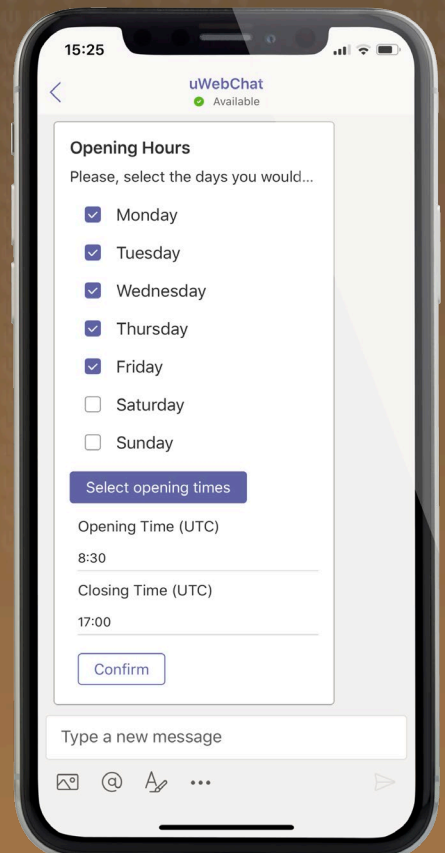 15:25
uWebChat
Available
Opening Hours
Please, select the days you would...
Monday
Tuesday
Wednesday
Thursday
Friday
Saturday
Sunday
Select opening times
Opening Time (UTC)
8:30
Closing Time (UTC)
17:00
Confirm
Type a new message